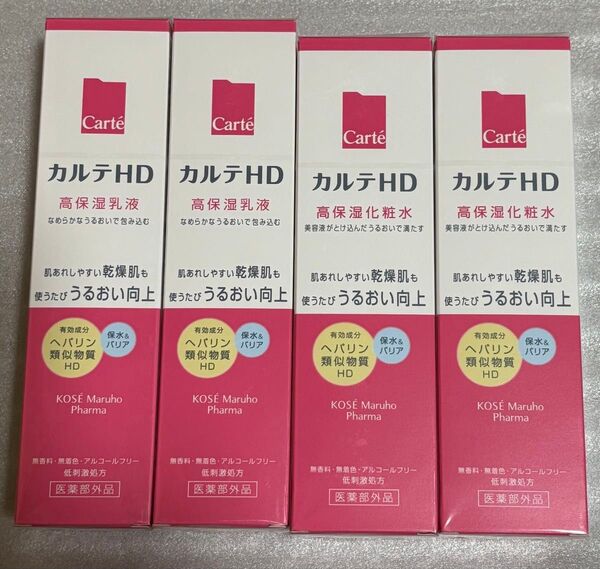 Carté
カルテHD
高保湿乳液
なめらかなうるおいで包み込む
肌あれしやすい乾燥肌も
使うたびうるおい向上
有効成分
ヘパリン
類似物質
HD
保水&
バリア
KOSÉ Maruho
Pharma
無香料・無着色・アルコールフリー
低刺激処方
医薬部外品
Carté
カルテHD
高保湿乳液
なめらかなうるおいで包み込む
肌あれしやすい乾燥肌も
使うたびうるおい向上
有効成分
ヘパリン
類似物質
HD
保水&
バリア
KOSÉ Maruho
Pharma
無香料・無着色・アルコールフリー
低刺激処方
医薬部外品
Carté
カルテHD
高保湿化粧水
美容液がとけ込んだうるおいで満たす
肌あれしやすい乾燥肌も
使うたびうるおい向上
有効成分
ヘパリン
類似物質
HD
保水&
バリア
KOSÉ Maruho
Pharma
無香料・無着色・アルコールフリー
低刺激処方
医薬部外品
Carté
カルテHD
高保湿化粧水
美容液がとけ込んだうるおいで満たす
肌あれしやすい乾燥肌も
使うたびうるおい向上
有効成分
ヘパリン
類似物質
HD
保水&
バリア
KOSÉ Maruho
Pharma
無香料・無着色・アルコールフリー
低刺激処方
医薬部外品